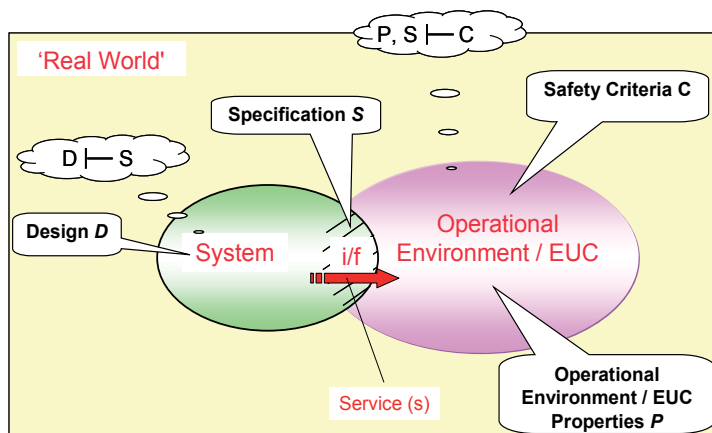 P, S ├─ C
'Real World'
Safety Criteria C
Specification S
D ├─ S
Design D
System
i/f
Operational
Environment / EUC
Operational
Environment / EUC
Properties P
Service (s)